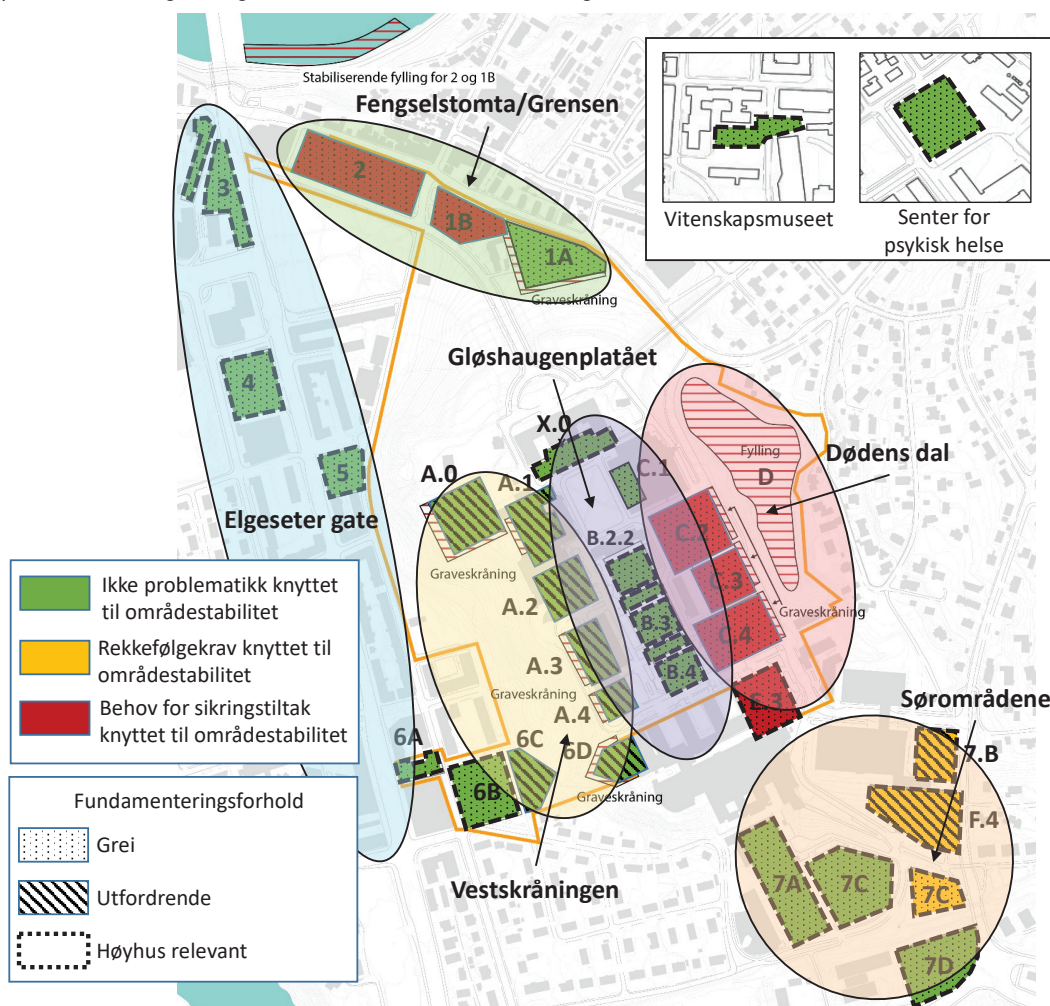 Stabiliserende fylling for 2 og 1B
Fengselstomta/Grensen
Vitenskapsmuseet
Senter for
psykisk helse
3
2
1B
1A
Graveskråning
4
5
Elgeseter gate
Gløshaugenplatået
X.0
C.1
Fylling
D
Dødens dal
A.0
A.1
Graveskråning
B.2.2
C.2
C.3
C.4
Graveskråning
A.2
A.3
Graveskråning
A.4
B.3
B.4
E.3
6A
6B
6C
6D
Graveskråning
Vestskråningen
Sørområdene
7.B
F.4
7A
7C
7C
7D
Ikke problematikk knyttet
til områdestabilitet
Rekkefølgekrav knyttet til
områdestabilitet
Behov for sikringstiltak
knyttet til områdestabilitet
Fundamenteringsforhold
Grei
Utfordrende
Høyhus relevant